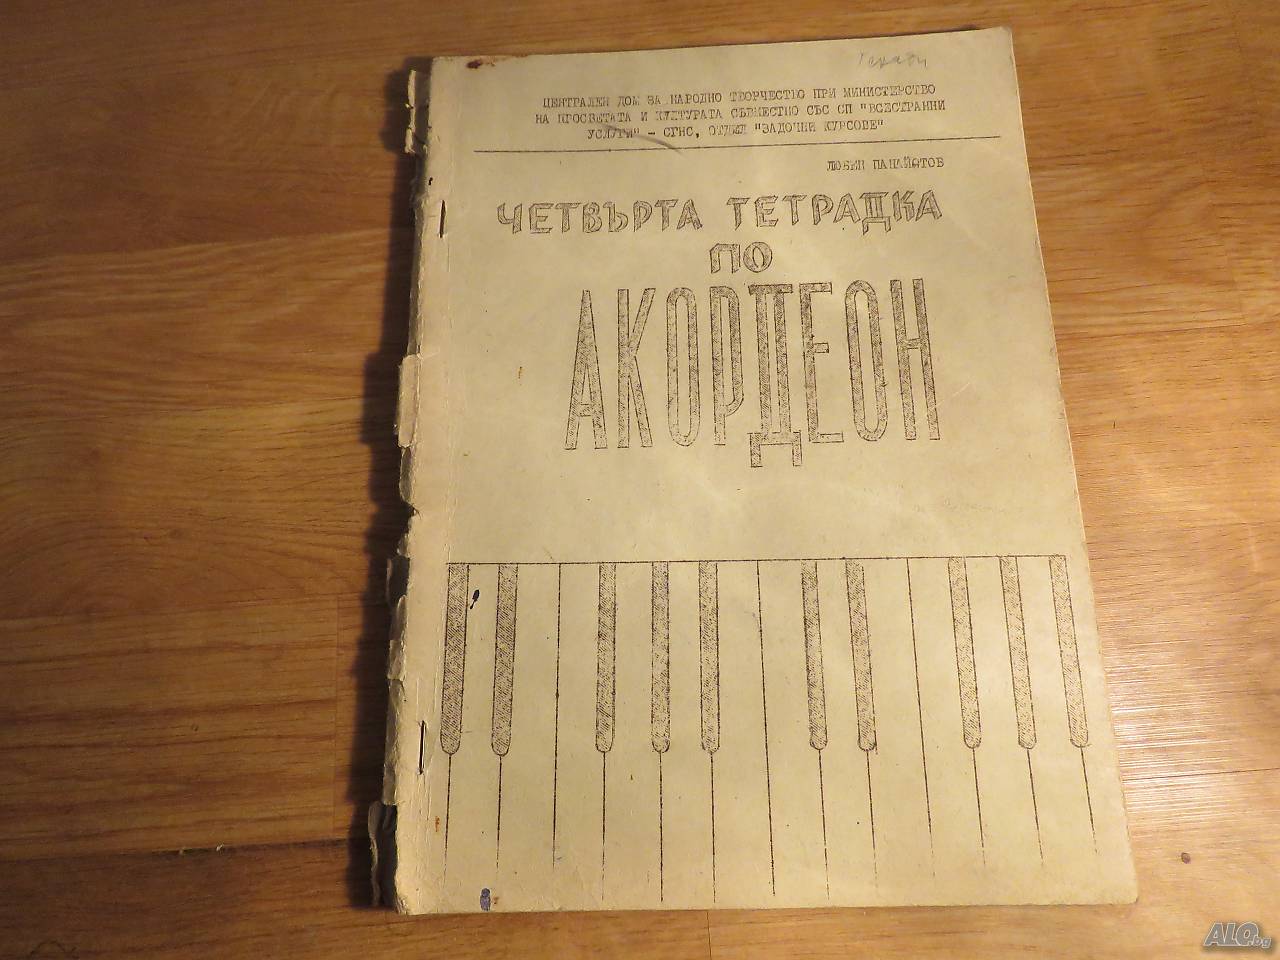 ЦЕНТРАЛЕН ДОМ ЗА НАРОДНО ТВОРЧЕСТВО ПРИ МИНИСТЕРСТВО
НА ПРОСВЕТАТА И КУЛТУРАТА СЪВМЕСТНО СЪС СП "ВСЕСТРАННИ
УСЛУГИ" - СГНС, ОТДЕЛ "ЗАДОЧНИ КУРСОВЕ"
ЛЮБЕН ПАНАЙОТОВ
ЧЕТВЪРТА ТЕТРАДКА
ПО
АКОРДЕОН
ALO.bg